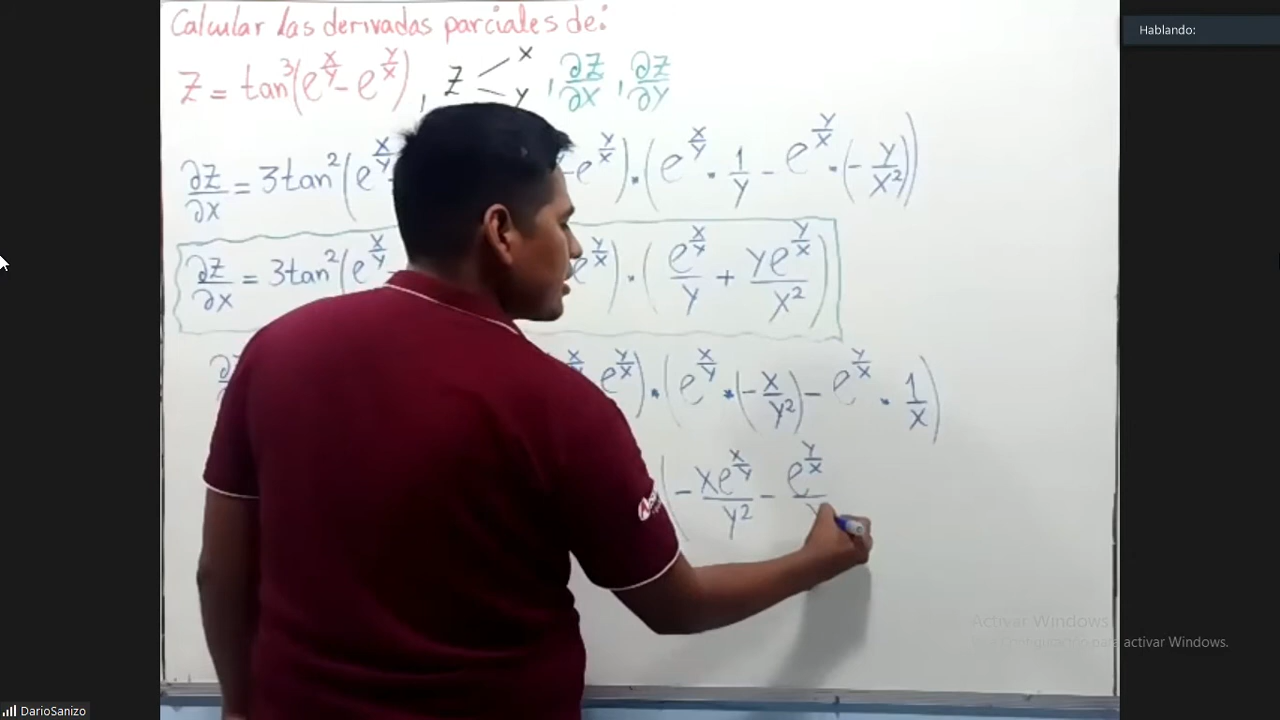 Calcular las derivadas parciales de:
Z = tan³(e^(x/y) - e^(y/x)), Z < x y , ∂Z/∂x , ∂Z/∂y
∂Z/∂x = 3tan²(e^(x/y) - e^(y/x)) · (e^(x/y) · 1/y - e^(y/x) · (-y/x²))
∂Z/∂x = 3tan²(e^(x/y) e^(y/x)) · (e^(x/y)/y + ye^(y/x)/x²)
x/y e^(y/x)) · (e^(x/y) · (-x/y²) - e^(y/x) · 1/x)
(-xe^(x/y)/y² - e^(y/x)
Hablando:
Activar Windows
activar Windows.
DarioSanizo